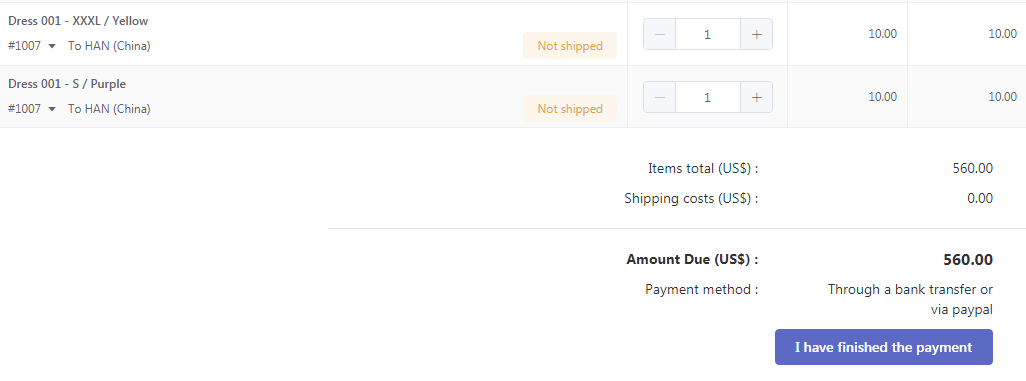 Dress 001 - XXXL / Yellow
#1007 To HAN (China)
Not shipped
1
10.00
10.00
Dress 001 - S / Purple
#1007 To HAN (China)
Not shipped
1
10.00
10.00
Items total (US$) : 560.00
Shipping costs (US$) : 0.00
Amount Due (US$) : 560.00
Payment method : Through a bank transfer or
via paypal
I have finished the payment